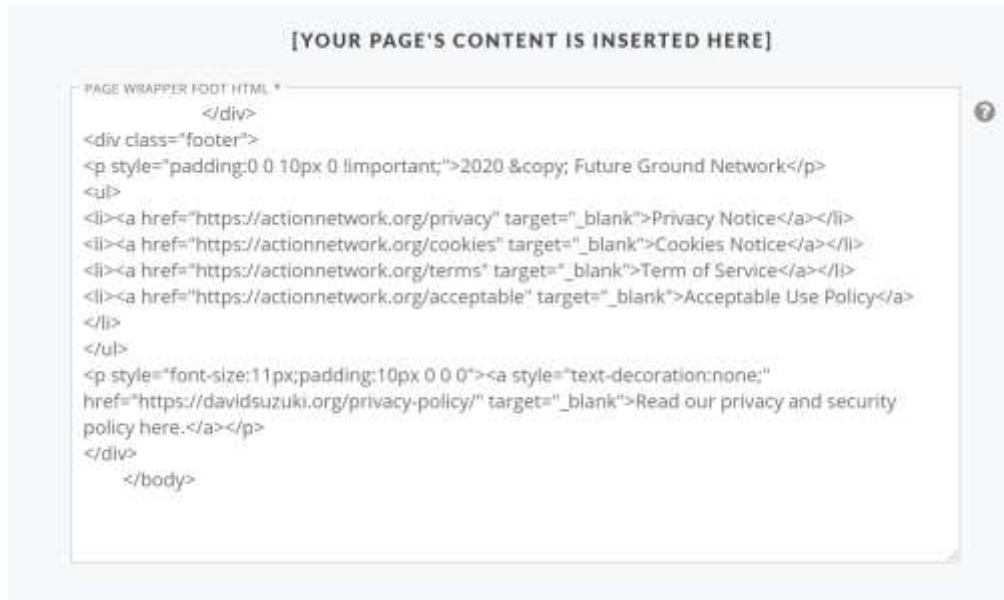 [YOUR PAGE'S CONTENT IS INSERTED HERE]
PAGE WRAPPER FOOT HTML *
</div>
<div class="footer">
<p style="padding:0 0 10px 0 !important;">2020 &copy; Future Ground Network</p>
<ul>
<li><a href="https://actionnetwork.org/privacy" target="_blank">Privacy Notice</a></li>
<li><a href="https://actionnetwork.org/cookies" target="_blank">Cookies Notice</a></li>
<li><a href="https://actionnetwork.org/terms" target="_blank">Term of Service</a></li>
<li><a href="https://actionnetwork.org/acceptable" target="_blank">Acceptable Use Policy</a>
</li>
</ul>
<p style="font-size:11px;padding:10px 0 0 0"><a style="text-decoration:none;"
href="https://davidsuzuki.org/privacy-policy/" target="_blank">Read our privacy and security
policy here.</a></p>
</div>
</body>
?